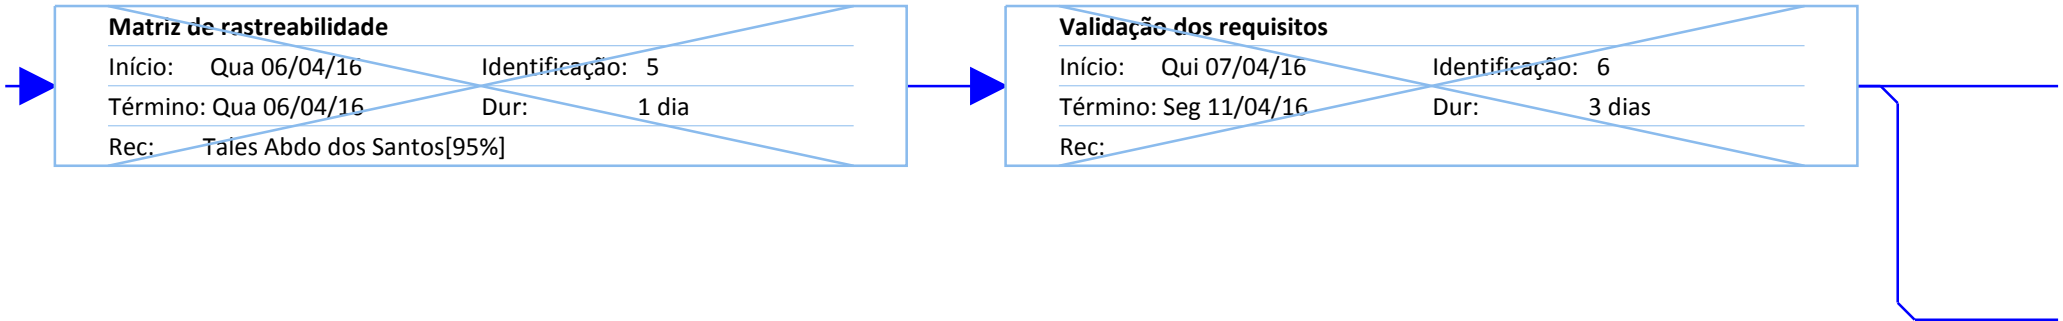 Matriz de rastreabilidade
Início: Qua 06/04/16 Identificação: 5
Término: Qua 06/04/16 Dur: 1 dia
Rec: Tales Abdo dos Santos[95%]
Validação dos requisitos
Início: Qui 07/04/16 Identificação: 6
Término: Seg 11/04/16 Dur: 3 dias
Rec: